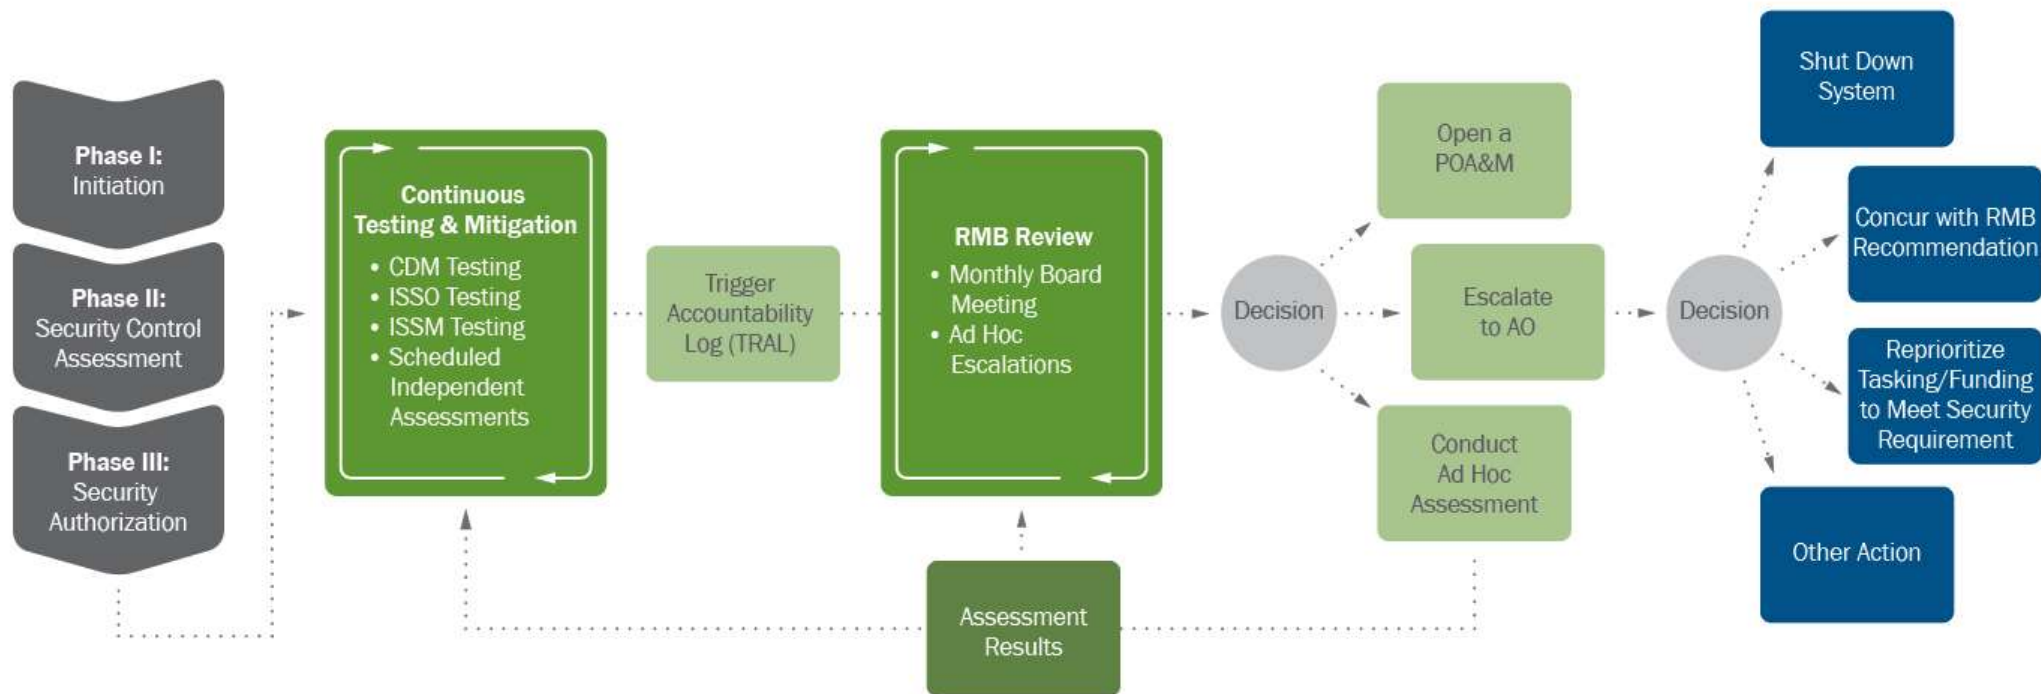 Phase I:
Initiation
Phase II:
Security Control
Assessment
Phase III:
Security
Authorization
Continuous
Testing & Mitigation
• CDM Testing
• ISSO Testing
• ISSM Testing
• Scheduled
Independent
Assessments
Trigger
Accountability
Log (TRAL)
RMB Review
• Monthly Board
Meeting
• Ad Hoc
Escalations
Assessment
Results
Decision
Open a
POA&M
Escalate
to AO
Conduct
Ad Hoc
Assessment
Decision
Shut Down
System
Concur with RMB
Recommendation
Reprioritize
Tasking/Funding
to Meet Security
Requirement
Other Action